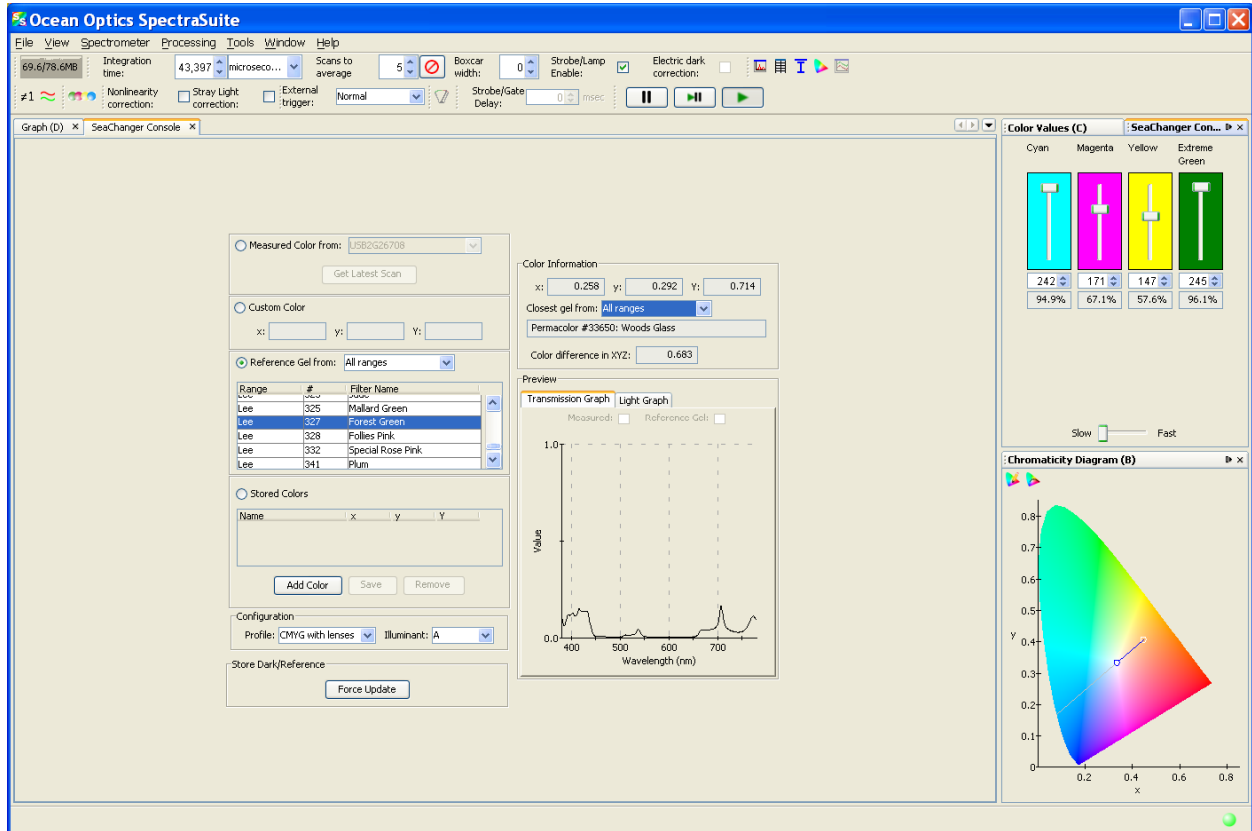 Ocean Optics SpectraSuite
File View Spectrometer Processing Tools Window Help
69.6/78.6MB Integration time: 43,397 microseco... Scans to average 5 Boxcar width: 0 Strobe/Lamp Enable: Electric dark correction:
≠1 Nonlinearity correction: Stray Light correction: External trigger: Normal Strobe/Gate Delay: 0 msec
Graph (D) × SeaChanger Console ×
Measured Color from: USB2G26708
Get Latest Scan
Custom Color
x: y: Y:
Reference Gel from: All ranges
Range # Filter Name
Lee 323 Jade
Lee 325 Mallard Green
Lee 327 Forest Green
Lee 328 Follies Pink
Lee 332 Special Rose Pink
Lee 341 Plum
Stored Colors
Name x y Y
Add Color Save Remove
Configuration
Profile: CMYG with lenses Illuminant: A
Store Dark/Reference
Force Update
Color Information
x: 0.258 y: 0.292 Y: 0.714
Closest gel from: All ranges
Permacolor #33650: Woods Glass
Color difference in XYZ: 0.683
Preview
Transmission Graph Light Graph
Measured: Reference Gel:
1.0
Value
0.0
400 500 600 700
Wavelength (nm)
Color Values (C) SeaChanger Con... ×
Cyan Magenta Yellow Extreme Green
242 171 147 245
94.9% 67.1% 57.6% 96.1%
Slow Fast
Chromaticity Diagram (B) ×
0.8
0.7
0.6
0.5
y 0.4
0.3
0.2
0.1
0
0.2 0.4 0.6 0.8
x